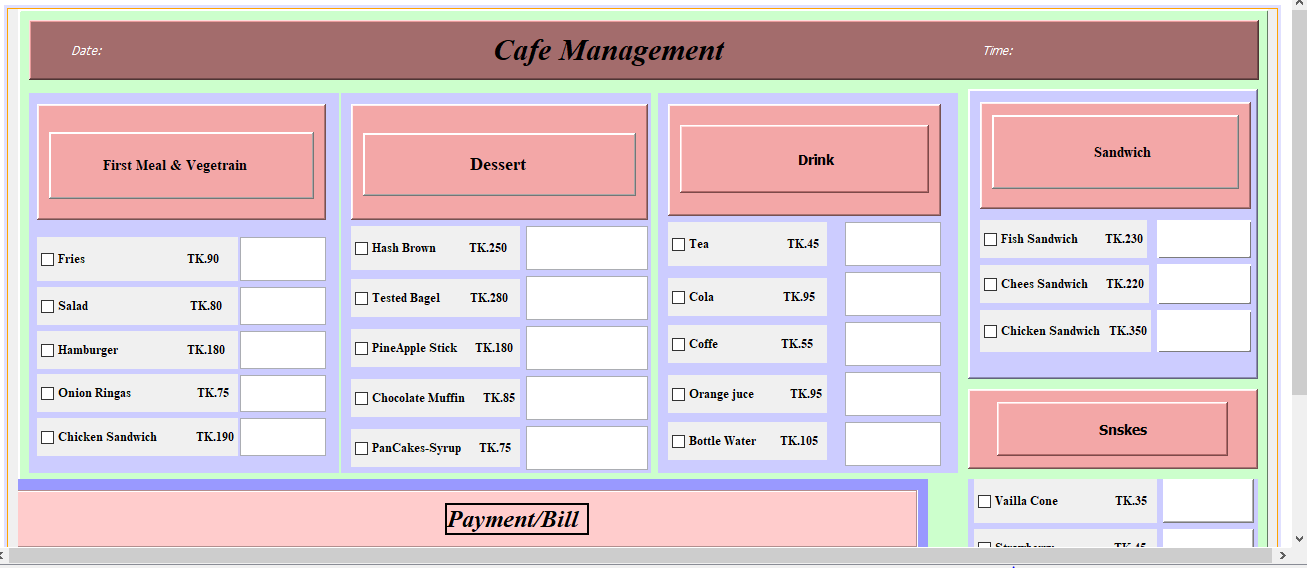 Date:
Cafe Management
Time:
First Meal & Vegetrain
Fries TK.90
Salad TK.80
Hamburger TK.180
Onion Ringas TK.75
Chicken Sandwich TK.190
Dessert
Hash Brown TK.250
Tested Bagel TK.280
PineApple Stick TK.180
Chocolate Muffin TK.85
PanCakes-Syrup TK.75
Drink
Tea TK.45
Cola TK.95
Coffe TK.55
Orange juce TK.95
Bottle Water TK.105
Sandwich
Fish Sandwich TK.230
Chees Sandwich TK.220
Chicken Sandwich TK.350
Snskes
Vailla Cone TK.35
Payment/Bill